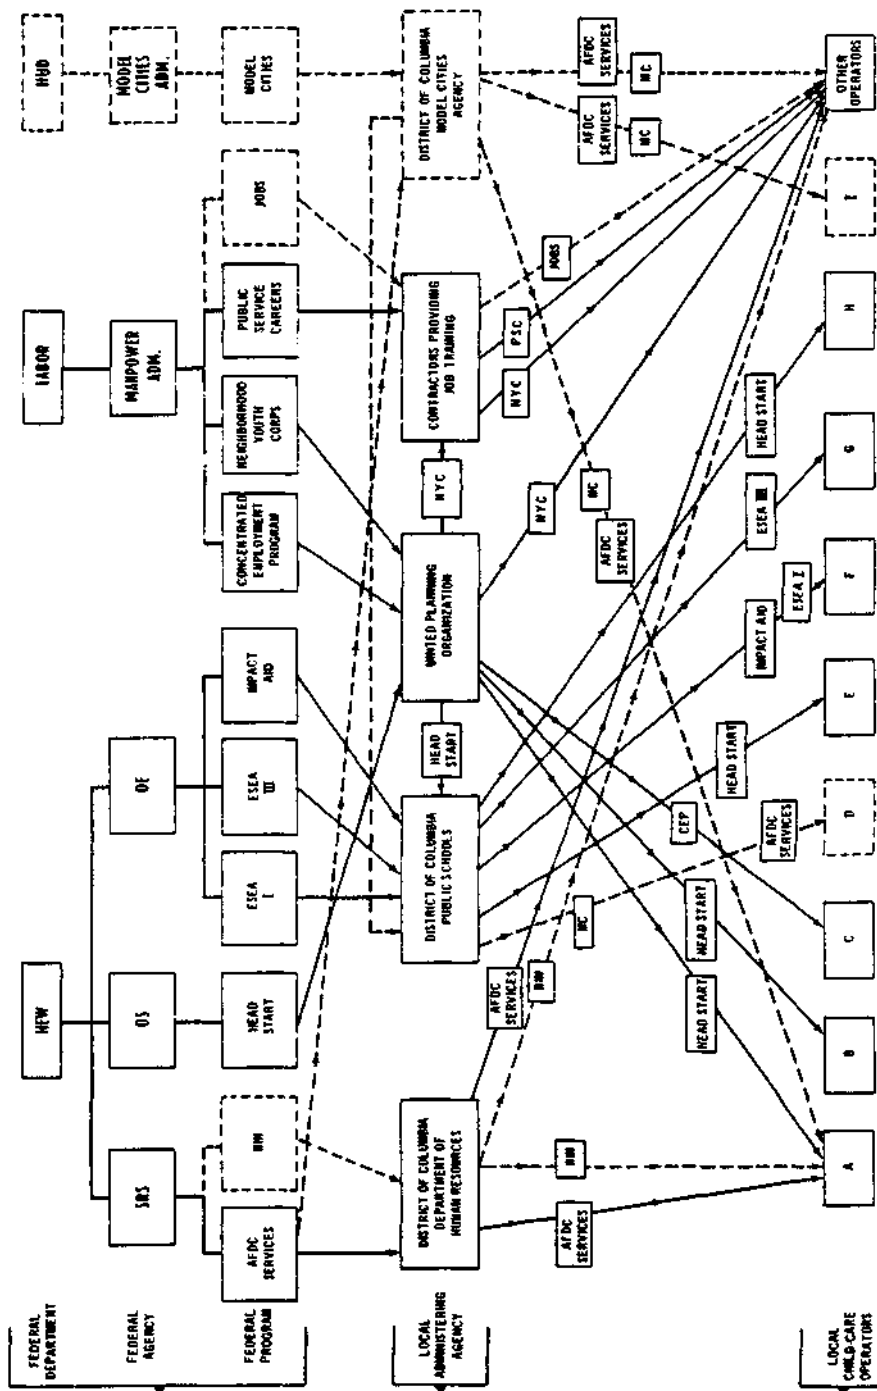 FEDERAL
DEPARTMENT
HEW
LABOR
HUD
FEDERAL
AGENCY
SRS
OS
OE
MANPOWER
ADM.
MODEL
CITIES
ADM.
FEDERAL
PROGRAM
AFDC
SERVICES
WIN
HEAD
START
ESEA
I
ESEA
III
IMPACT
AID
CONCENTRATED
EMPLOYMENT
PROGRAM
NEIGHBORHOOD
YOUTH
CORPS
PUBLIC
SERVICE
CAREERS
JOBS
MODEL
CITIES
LOCAL
ADMINISTERING
AGENCY
DISTRICT OF COLUMBIA
DEPARTMENT OF
HUMAN RESOURCES
DISTRICT OF COLUMBIA
PUBLIC SCHOOLS
HEAD
START
UNITED PLANNING
ORGANIZATION
NYC
CONTRACTORS PROVIDING
JOB TRAINING
DISTRICT OF COLUMBIA
MODEL CITIES
AGENCY
AFDC
SERVICES
WIN
AFDC
SERVICES
WIN
MC
AFDC
SERVICES
HEAD START
HEAD START
CEP
HEAD START
IMPACT AID
ESEA I
ESEA III
HEAD START
NYC
MC
AFDC
SERVICES
NYC
PSC
JOBS
AFDC
SERVICES
MC
AFDC
SERVICES
MC
LOCAL
CHILD-CARE
OPERATORS
A
B
C
D
E
F
G
H
I
OTHER
OPERATORS